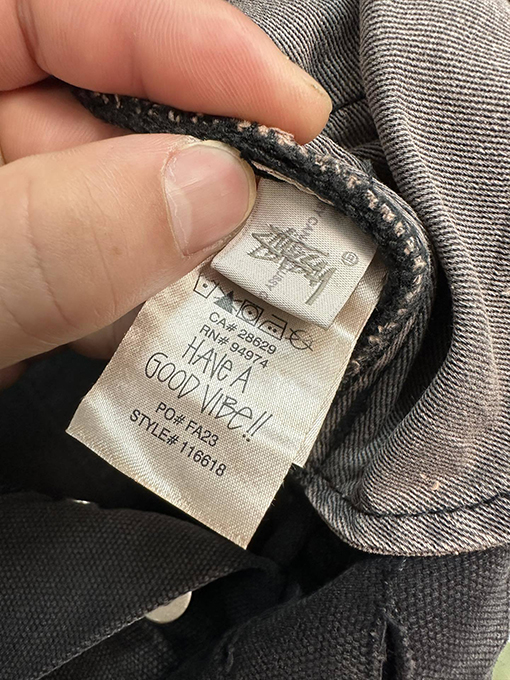 STÜSSY
®
CA# 28629
RN# 94974
HAVE A
GOOD VIBE!!
PO# FA23
STYLE# 116618